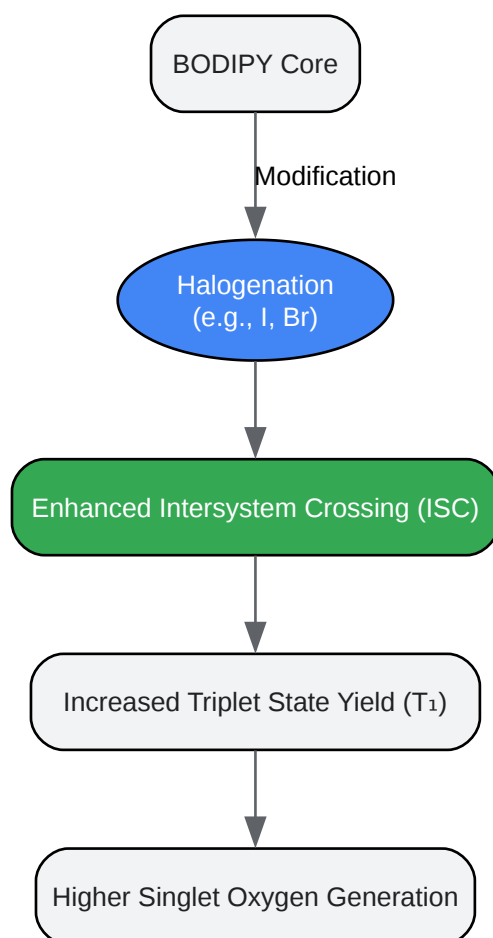 BODIPY Core
Modification
Halogenation
(e.g., I, Br)
Enhanced Intersystem Crossing (ISC)
Increased Triplet State Yield (T₁)
Higher Singlet Oxygen Generation